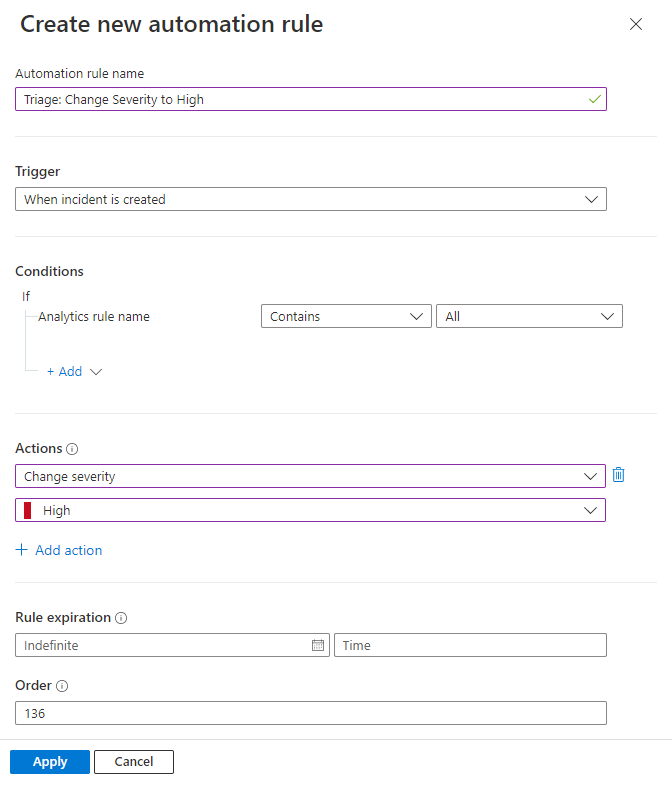 Create new automation rule
Automation rule name
Triage: Change Severity to High
Trigger
When incident is created
Conditions
If
Analytics rule name Contains All
+ Add
Actions
Change severity
High
+ Add action
Rule expiration
Indefinite Time
Order
136
Apply Cancel